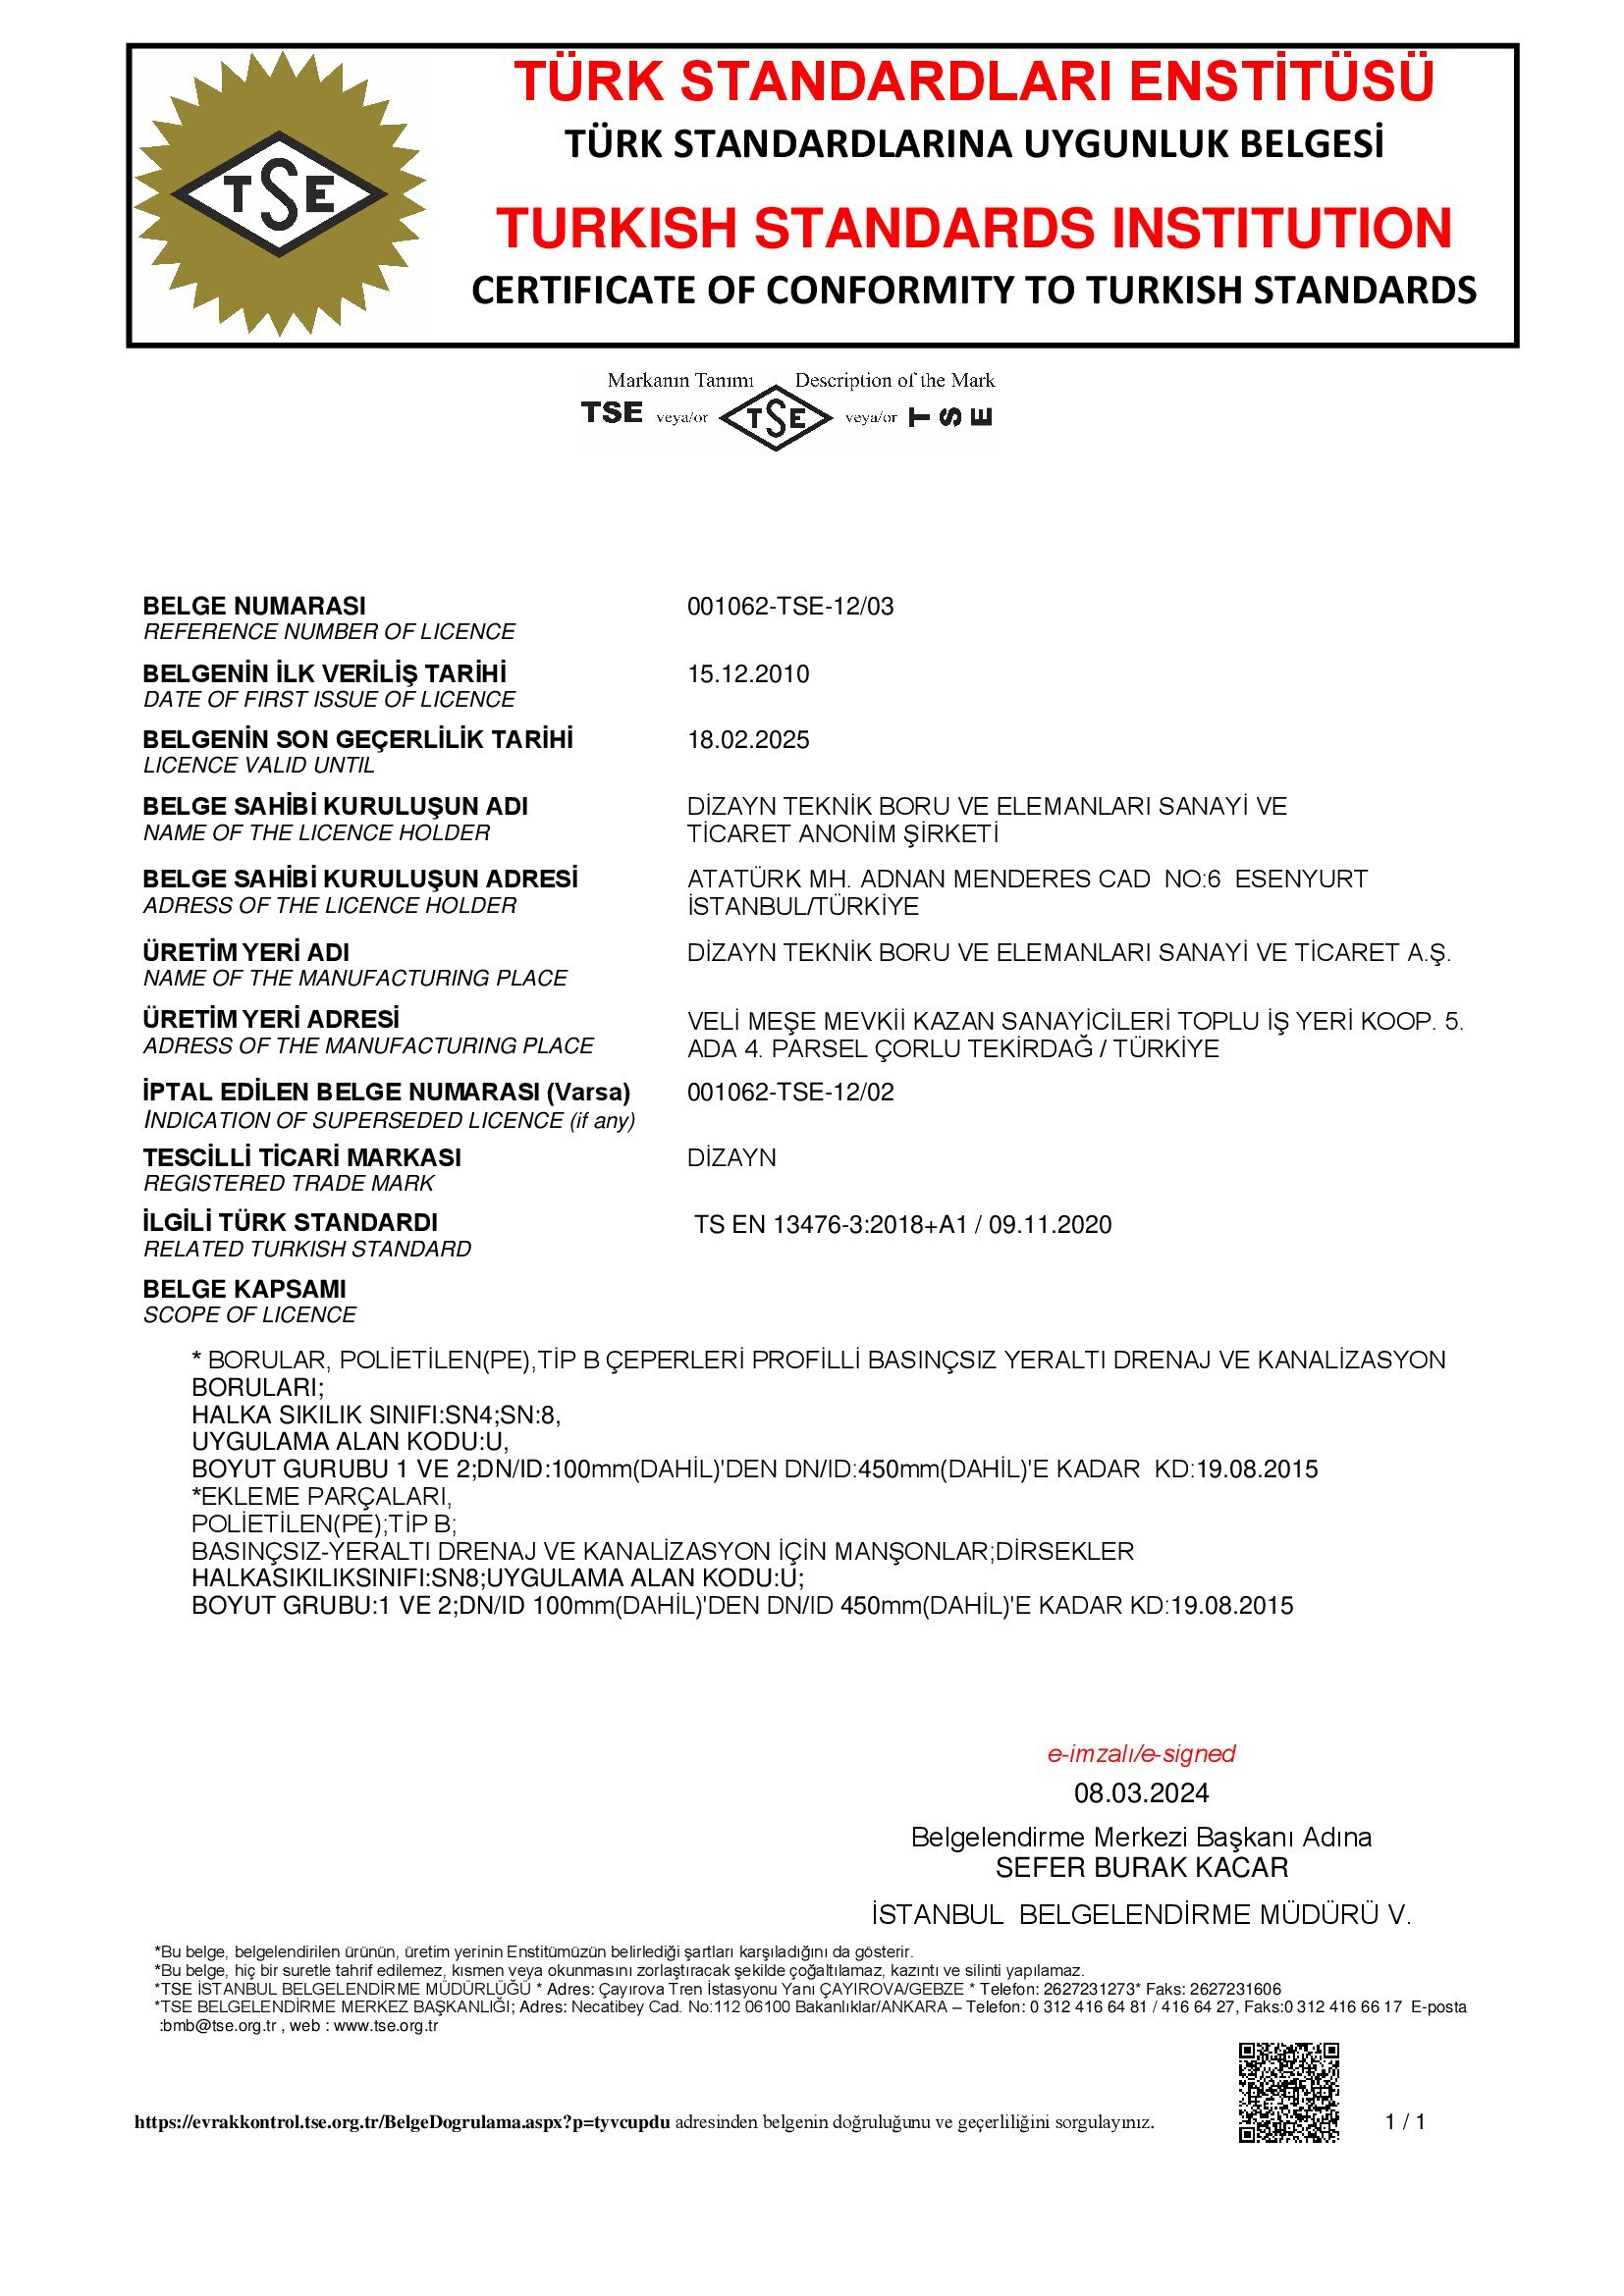 TSE
TÜRK STANDARDLARI ENSTİTÜSÜ
TÜRK STANDARDLARINA UYGUNLUK BELGESİ
TURKISH STANDARDS INSTITUTION
CERTIFICATE OF CONFORMITY TO TURKISH STANDARDS
Markanın Tanımı Description of the Mark
TSE veya/or TSE veya/or TSE
BELGE NUMARASI 001062-TSE-12/03
REFERENCE NUMBER OF LICENCE
BELGENİN İLK VERİLİŞ TARİHİ 15.12.2010
DATE OF FIRST ISSUE OF LICENCE
BELGENİN SON GEÇERLİLİK TARİHİ 18.02.2025
LICENCE VALID UNTIL
BELGE SAHİBİ KURULUŞUN ADI DİZAYN TEKNİK BORU VE ELEMANLARI SANAYİ VE
NAME OF THE LICENCE HOLDER TİCARET ANONİM ŞİRKETİ
BELGE SAHİBİ KURULUŞUN ADRESİ ATATÜRK MH. ADNAN MENDERES CAD NO:6 ESENYURT
ADRESS OF THE LICENCE HOLDER İSTANBUL/TÜRKİYE
ÜRETİM YERİ ADI DİZAYN TEKNİK BORU VE ELEMANLARI SANAYİ VE TİCARET A.Ş.
NAME OF THE MANUFACTURING PLACE
ÜRETİM YERİ ADRESİ VELİ MEŞE MEVKİİ KAZAN SANAYİCİLERİ TOPLU İŞ YERİ KOOP. 5.
ADRESS OF THE MANUFACTURING PLACE ADA 4. PARSEL ÇORLU TEKİRDAĞ / TÜRKİYE
İPTAL EDİLEN BELGE NUMARASI (Varsa) 001062-TSE-12/02
INDICATION OF SUPERSEDED LICENCE (if any)
TESCİLLİ TİCARİ MARKASI DİZAYN
REGISTERED TRADE MARK
İLGİLİ TÜRK STANDARDI TS EN 13476-3:2018+A1 / 09.11.2020
RELATED TURKISH STANDARD
BELGE KAPSAMI
SCOPE OF LICENCE
* BORULAR, POLİETİLEN(PE),TİP B ÇEPERLERİ PROFİLLİ BASINÇSIZ YERALTI DRENAJ VE KANALİZASYON
BORULARI;
HALKA SIKILIK SINIFI:SN4;SN:8,
UYGULAMA ALAN KODU:U,
BOYUT GURUBU 1 VE 2;DN/ID:100mm(DAHİL)'DEN DN/ID:450mm(DAHİL)'E KADAR KD:19.08.2015
*EKLEME PARÇALARI,
POLİETİLEN(PE);TİP B;
BASINÇSIZ-YERALTI DRENAJ VE KANALİZASYON İÇİN MANŞONLAR;DİRSEKLER
HALKASIKILIKSINIFI:SN8;UYGULAMA ALAN KODU:U;
BOYUT GRUBU:1 VE 2;DN/ID 100mm(DAHİL)'DEN DN/ID 450mm(DAHİL)'E KADAR KD:19.08.2015
e-imzalı/e-signed
08.03.2024
Belgelendirme Merkezi Başkanı Adına
SEFER BURAK KACAR
İSTANBUL BELGELENDİRME MÜDÜRÜ V.
*Bu belge, belgelendirilen ürünün, üretim yerinin Enstitümüzün belirlediği şartları karşıladığını da gösterir.
*Bu belge, hiç bir suretle tahrif edilemez, kısmen veya okunmasını zorlaştıracak şekilde çoğaltılamaz, kazıntı ve silinti yapılamaz.
*TSE İSTANBUL BELGELENDİRME MÜDÜRLÜĞÜ * Adres: Çayırova Tren İstasyonu Yanı ÇAYIROVA/GEBZE * Telefon: 2627231273* Faks: 2627231606
*TSE BELGELENDİRME MERKEZ BAŞKANLIĞI; Adres: Necatibey Cad. No:112 06100 Bakanlıklar/ANKARA – Telefon: 0 312 416 64 81 / 416 64 27, Faks:0 312 416 66 17 E-posta
:bmb@tse.org.tr , web : www.tse.org.tr
https://evrakkontrol.tse.org.tr/BelgeDogrulama.aspx?p=tyvcupdu adresinden belgenin doğruluğunu ve geçerliliğini sorgulayınız. 1 / 1